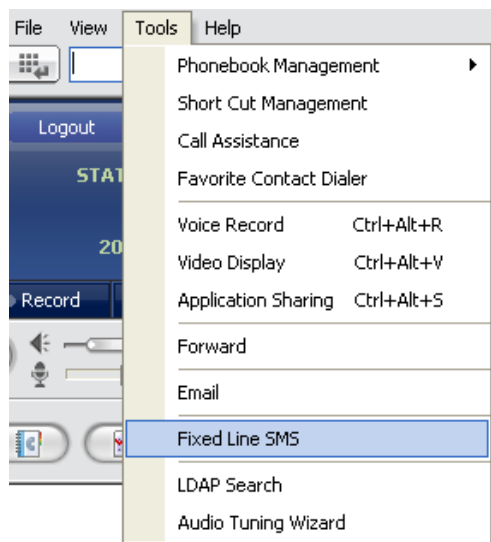 File View Tools Help
Phonebook Management
Short Cut Management
Logout
Call Assistance
STAT
Favorite Contact Dialer
Voice Record Ctrl+Alt+R
20
Video Display Ctrl+Alt+V
Record
Application Sharing Ctrl+Alt+S
Forward
Email
Fixed Line SMS
LDAP Search
Audio Tuning Wizard